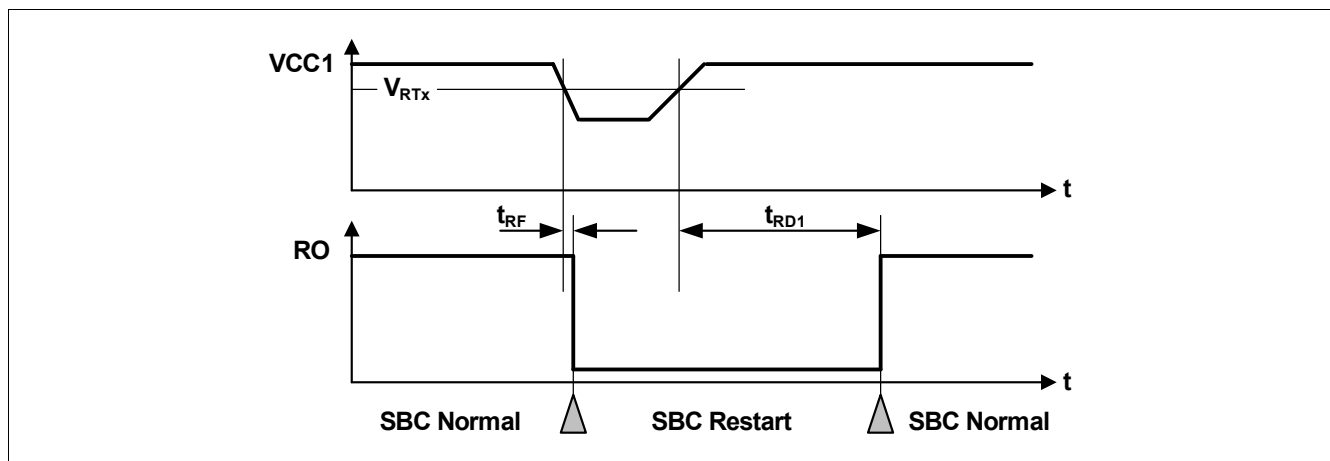 VCC1
VRTx
t
tRF
tRD1
RO
t
SBC Normal
SBC Restart
SBC Normal